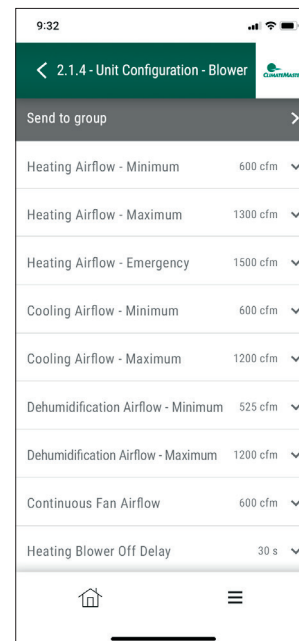 9:32
2.1.4 - Unit Configuration - Blower
CLIMATEMASTER
Send to group
Heating Airflow - Minimum 600 cfm
Heating Airflow - Maximum 1300 cfm
Heating Airflow - Emergency 1500 cfm
Cooling Airflow - Minimum 600 cfm
Cooling Airflow - Maximum 1200 cfm
Dehumidification Airflow - Minimum 525 cfm
Dehumidification Airflow - Maximum 1200 cfm
Continuous Fan Airflow 600 cfm
Heating Blower Off Delay 30 s